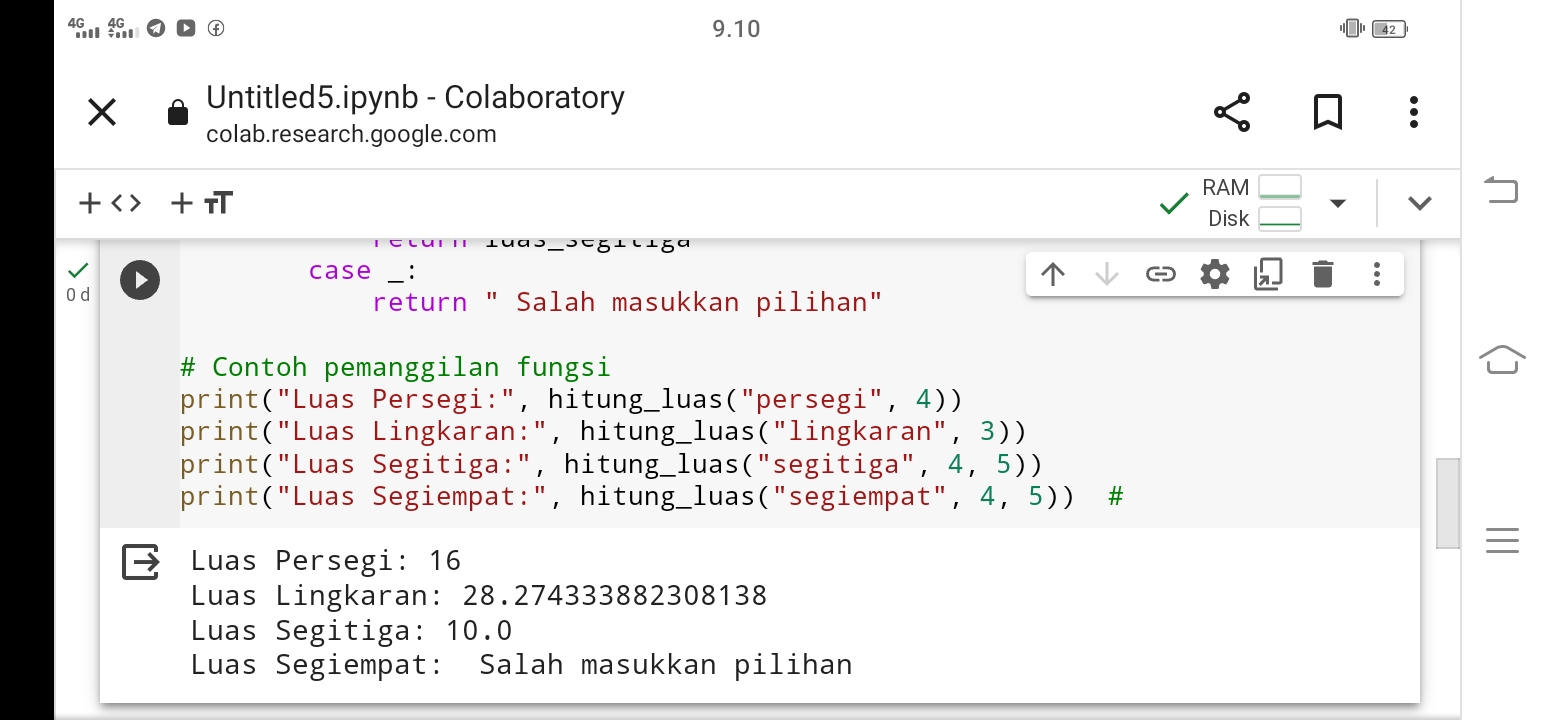 4G 4G 9.10 42
Untitled5.ipynb - Colaboratory
colab.research.google.com
RAM
Disk
return luas_segitiga
case _:
0 d
return " Salah masukkan pilihan"
# Contoh pemanggilan fungsi
print("Luas Persegi:", hitung_luas("persegi", 4))
print("Luas Lingkaran:", hitung_luas("lingkaran", 3))
print("Luas Segitiga:", hitung_luas("segitiga", 4, 5))
print("Luas Segiempat:", hitung_luas("segiempat", 4, 5))  #
Luas Persegi: 16
Luas Lingkaran: 28.274333882308138
Luas Segitiga: 10.0
Luas Segiempat:  Salah masukkan pilihan